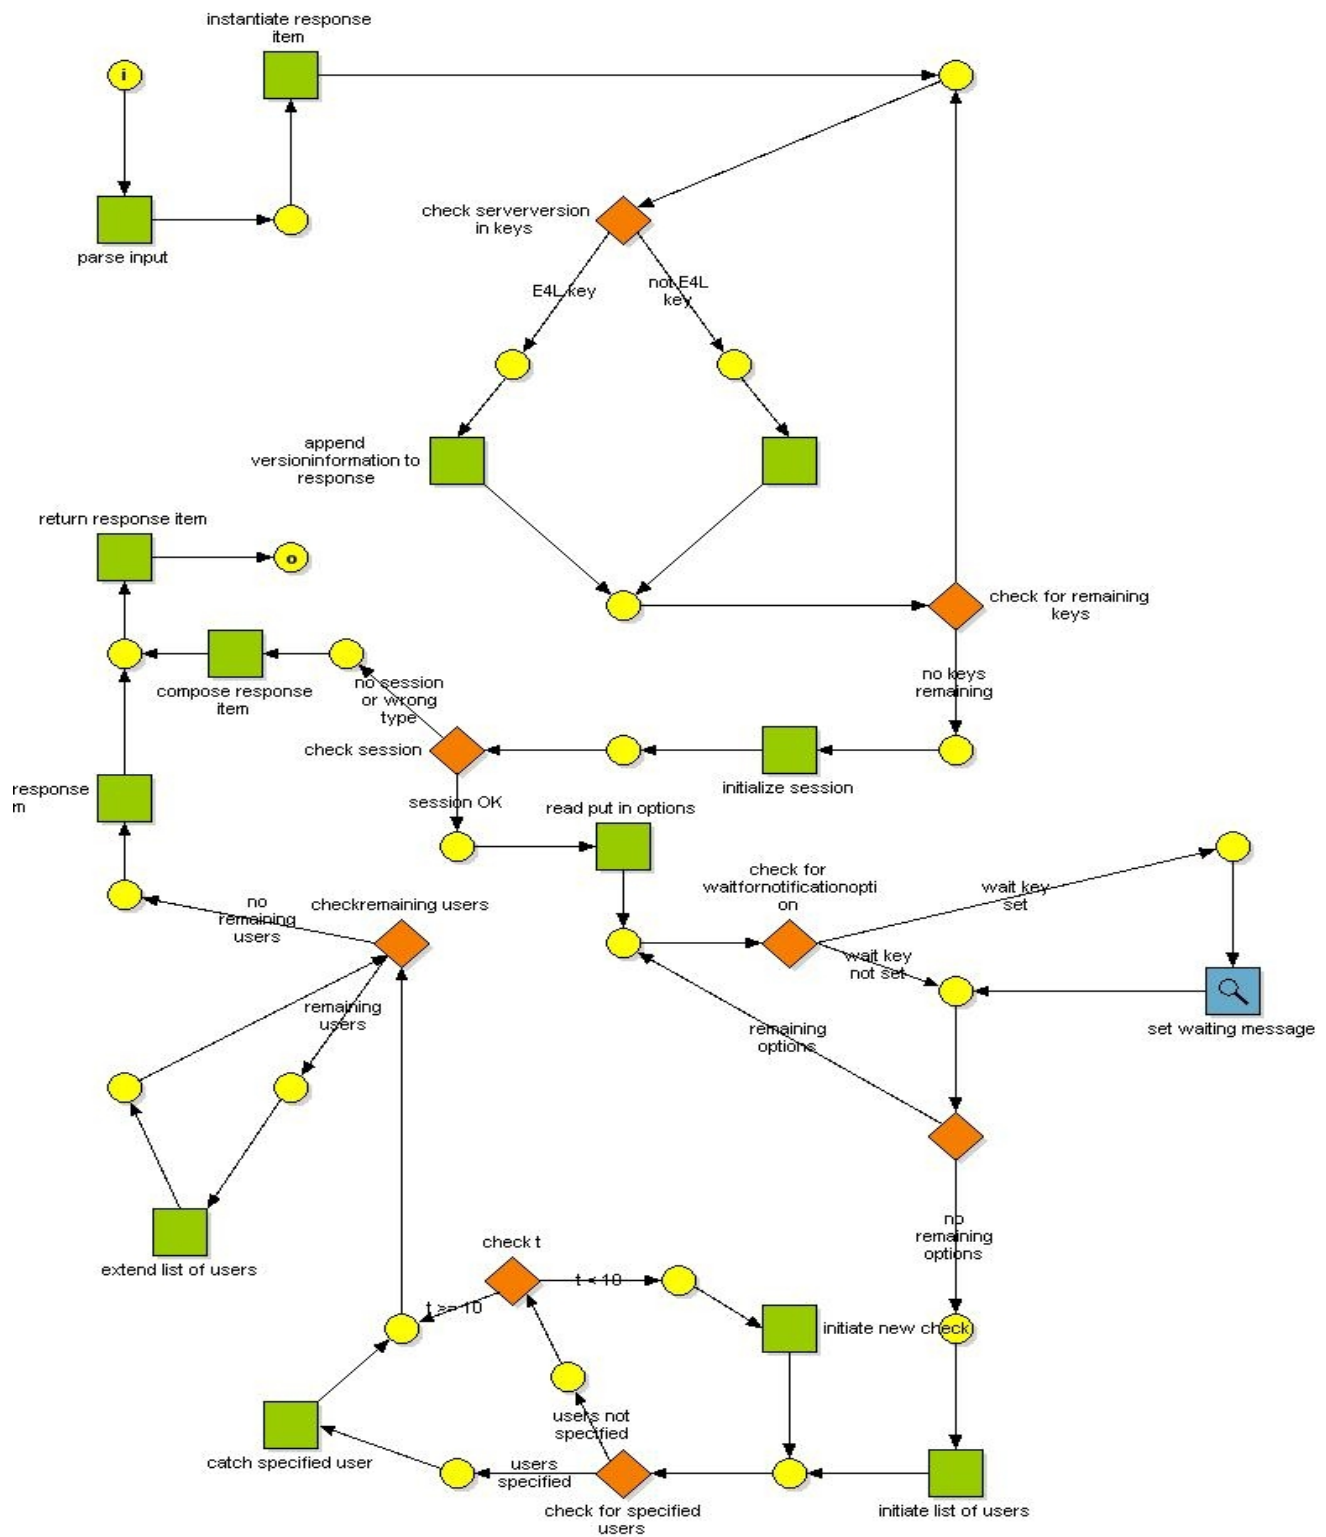 instantiate response
item
i
parse input
check serverversion
in keys
E4L key
not E4L
key
append
versioninformation to
response
return response item
o
check for remaining
keys
compose response
item
no session
or wrong
type
no keys
remaining
check session
initialize session
response
m
session OK
read put in options
check for
waitfornotificationopti
on
wait key
set
no
remaining
users
checkremaining users
wait key
not set
remaining
users
remaining
options
set waiting message
no
remaining
options
extend list of users
check t
t < 10
t >= 10
initiate new check
users not
specified
catch specified user
users
specified
check for specified
users
initiate list of users